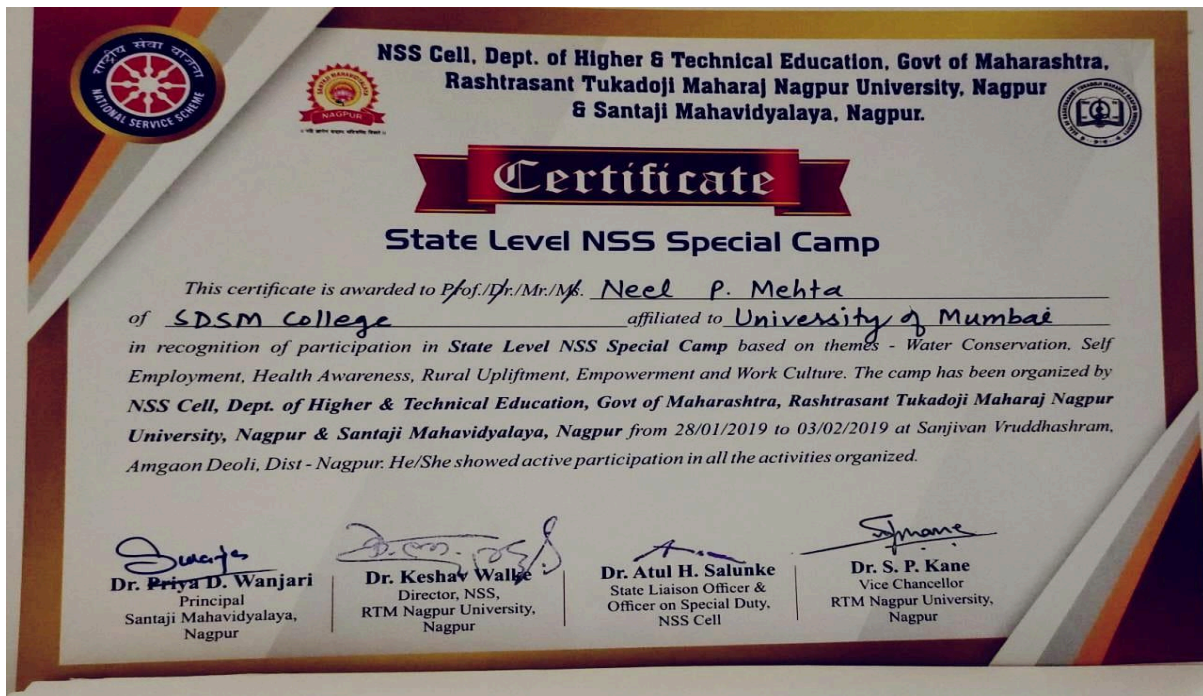 राष्ट्रीय सेवा योजना
NATIONAL SERVICE SCHEME
SANTAJI MAHAVIDYALAYA
NAGPUR
NSS Cell, Dept. of Higher & Technical Education, Govt of Maharashtra,
Rashtrasant Tukadoji Maharaj Nagpur University, Nagpur
& Santaji Mahavidyalaya, Nagpur.
Certificate
State Level NSS Special Camp
This certificate is awarded to Prof./Dr./Mr./Ms. Neel P. Mehta
of SDSM College affiliated to University of Mumbai
in recognition of participation in State Level NSS Special Camp based on themes - Water Conservation, Self
Employment, Health Awareness, Rural Upliftment, Empowerment and Work Culture. The camp has been organized by
NSS Cell, Dept. of Higher & Technical Education, Govt of Maharashtra, Rashtrasant Tukadoji Maharaj Nagpur
University, Nagpur & Santaji Mahavidyalaya, Nagpur from 28/01/2019 to 03/02/2019 at Sanjivan Vruddhashram,
Amgaon Deoli, Dist - Nagpur. He/She showed active participation in all the activities organized.
Dr. Priya D. Wanjari
Principal
Santaji Mahavidyalaya,
Nagpur
Dr. Keshav Walke
Director, NSS,
RTM Nagpur University,
Nagpur
Dr. Atul H. Salunke
State Liaison Officer &
Officer on Special Duty,
NSS Cell
Dr. S. P. Kane
Vice Chancellor
RTM Nagpur University,
Nagpur